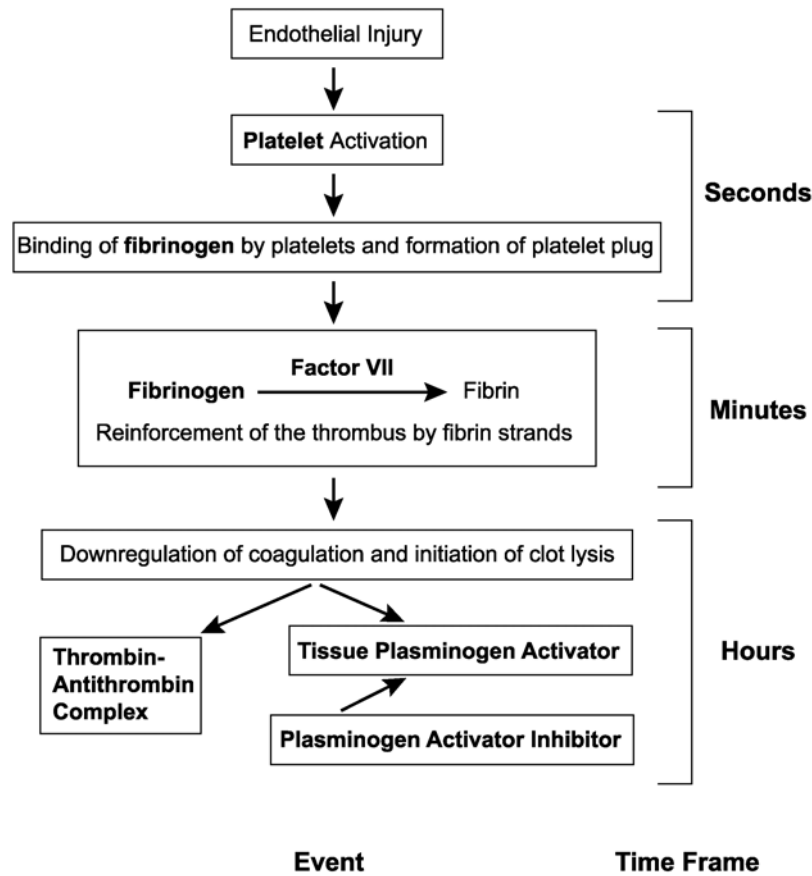 Endothelial Injury
Platelet Activation
Seconds
Binding of fibrinogen by platelets and formation of platelet plug
Factor VII
Fibrinogen
Fibrin
Reinforcement of the thrombus by fibrin strands
Minutes
Downregulation of coagulation and initiation of clot lysis
Thrombin-
Antithrombin
Complex
Tissue Plasminogen Activator
Plasminogen Activator Inhibitor
Hours
Event
Time Frame